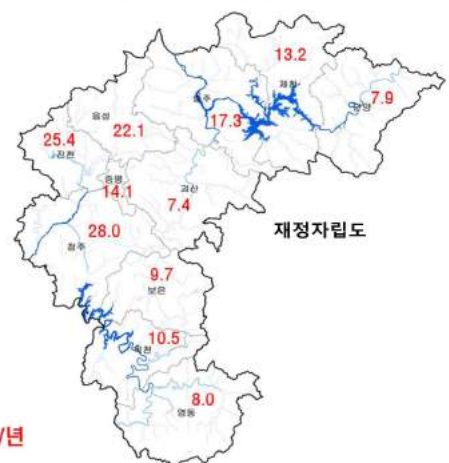 13.2
제천
7.9
단양
충주
17.3
음성
22.1
25.4
진천
증평
14.1
괴산
7.4
재정자립도
28.0
청주
9.7
보은
10.5
옥천
8.0
영동
/년